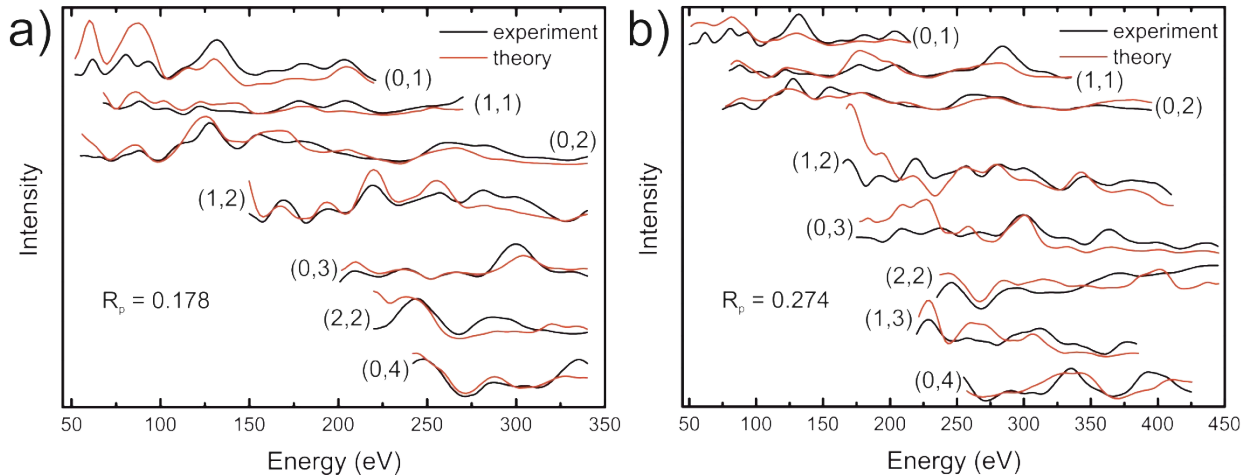 a)
experiment
theory
(0,1)
(1,1)
(0,2)
(1,2)
(0,3)
(2,2)
(0,4)
Rp = 0.178
Intensity
50 100 150 200 250 300 350
Energy (eV)
b)
experiment
theory
(0,1)
(1,1)
(0,2)
(1,2)
(0,3)
(2,2)
(1,3)
(0,4)
Rp = 0.274
Intensity
50 100 150 200 250 300 350 400 450
Energy (eV)